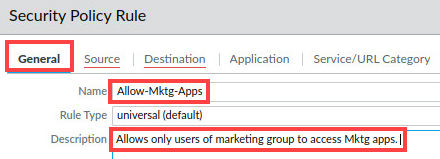 Security Policy Rule
General Source Destination Application Service/URL Category
Name Allow-Mktg-Apps
Rule Type universal (default)
Description Allows only users of marketing group to access Mktg apps.